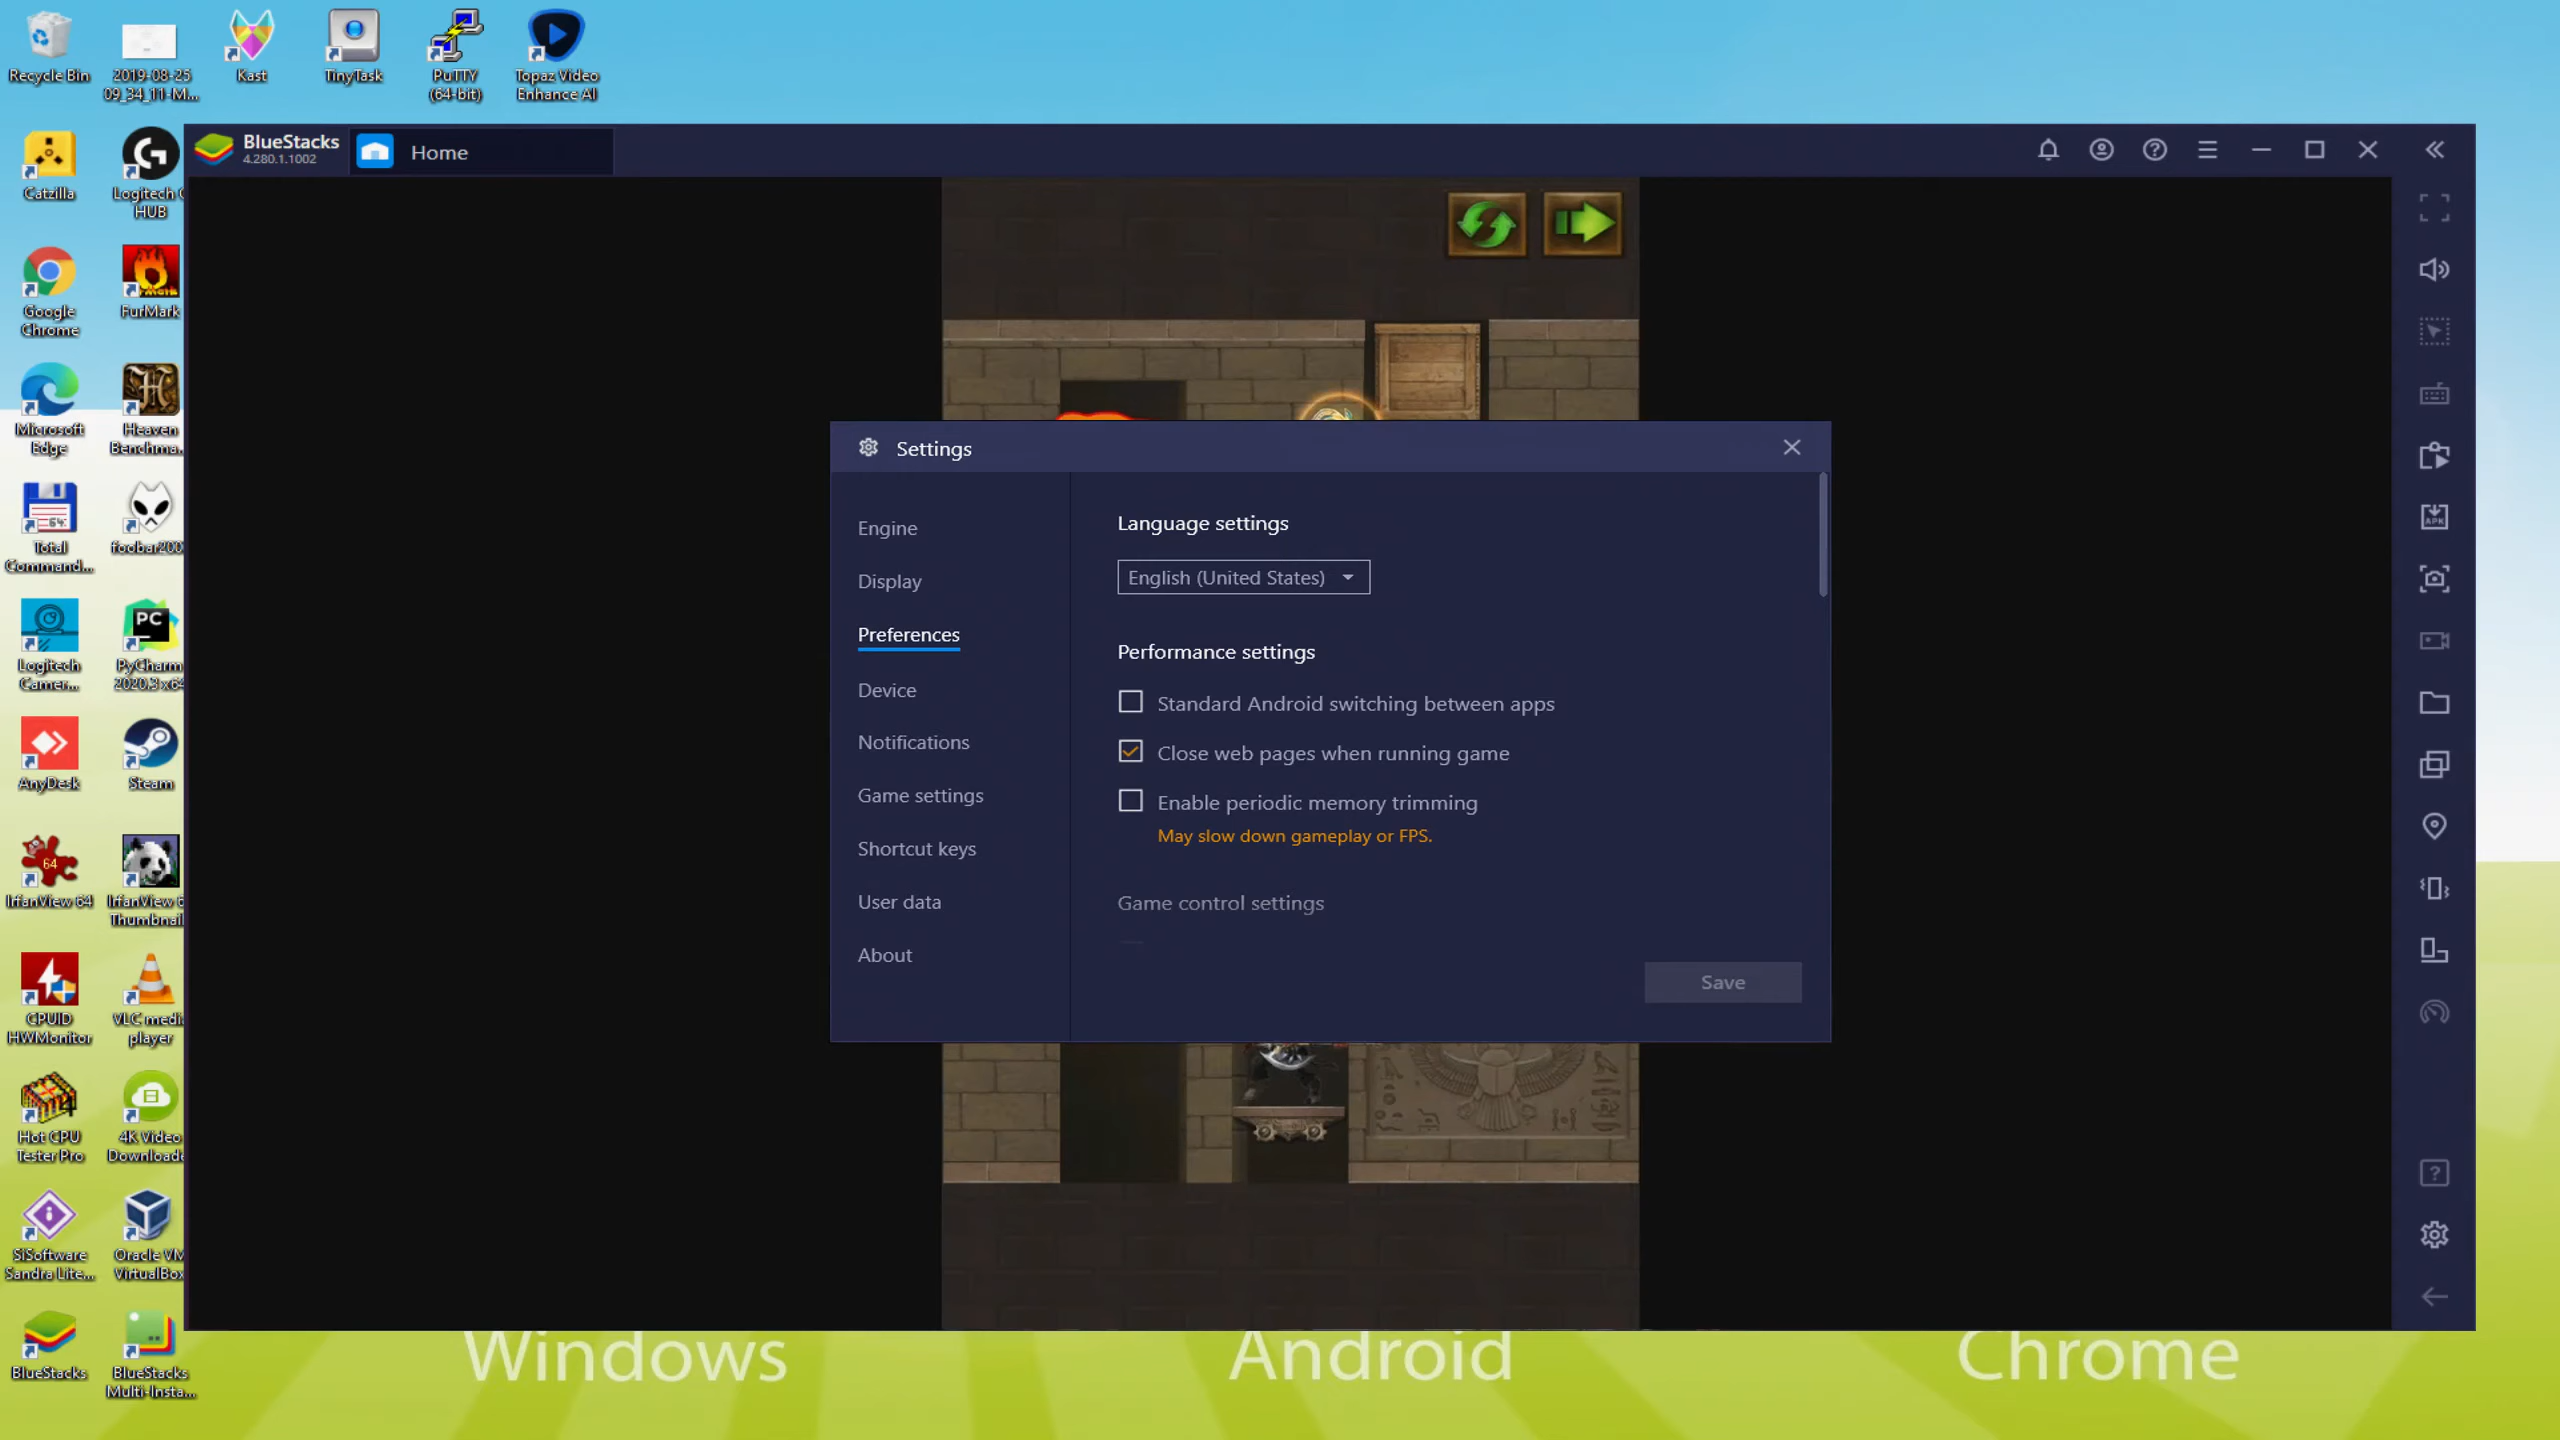 Recycle Bin
2019-08-25
09_34_11-M...
Kast
TinyTask
PuTTY
(64-bit)
Topaz Video
Enhance AI
Catzilla
Logitech G
HUB
Google
Chrome
FurMark
Microsoft
Edge
Heaven
Benchma...
Total
Command...
foobar200
Logitech
Camer...
PyCharm
2020.3 x64
AnyDesk
Steam
IrfanView 64
IrfanView 6
Thumbnail
CPUID
HWMonitor
VLC medi
player
Hot CPU
Tester Pro
4K Video
Downloade
SiSoftware
Sandra Lite...
Oracle VM
VirtualBox
BlueStacks
BlueStacks
Multi-Insta...
BlueStacks
4.280.1.1002
Home
APK
Settings
Engine
Display
Preferences
Device
Notifications
Game settings
Shortcut keys
User data
About
Language settings
English (United States)
Performance settings
Standard Android switching between apps
Close web pages when running game
Enable periodic memory trimming
May slow down gameplay or FPS.
Game control settings
Save
Windows
Android
Chrome